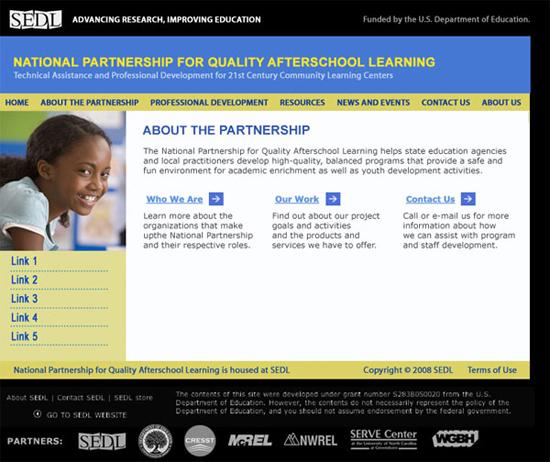 SEDL ADVANCING RESEARCH, IMPROVING EDUCATION Funded by the U.S. Department of Education.
NATIONAL PARTNERSHIP FOR QUALITY AFTERSCHOOL LEARNING
Technical Assistance and Professional Development for 21st Century Community Learning Centers
HOME ABOUT THE PARTNERSHIP PROFESSIONAL DEVELOPMENT RESOURCES NEWS AND EVENTS CONTACT US ABOUT US
ABOUT THE PARTNERSHIP
The National Partnership for Quality Afterschool Learning helps state education agencies
and local practitioners develop high-quality, balanced programs that provide a safe and
fun environment for academic enrichment as well as youth development activities.
Who We Are
Learn more about the
organizations that make
upthe National Partnership
and their respective roles.
Our Work
Find out about our project
goals and activities
and the products and
services we have to offer.
Contact Us
Call or e-mail us for more
information about how
we can assist with program
and staff development.
Link 1
Link 2
Link 3
Link 4
Link 5
National Partnership for Quality Afterschool Learning is housed at SEDL Copyright © 2008 SEDL Terms of Use
About SEDL | Contact SEDL | SEDL store
GO TO SEDL WEBSITE
The contents of this site were developed under grant number S283B050020 from the U.S.
Department of Education. However, the contents do not necessarily represent the policy of the
Department of Education, and you should not assume endorsement by the federal government.
PARTNERS: SEDL CRESST McREL NWREL SERVE Center WGBH
at the University of North Carolina
at Greensboro